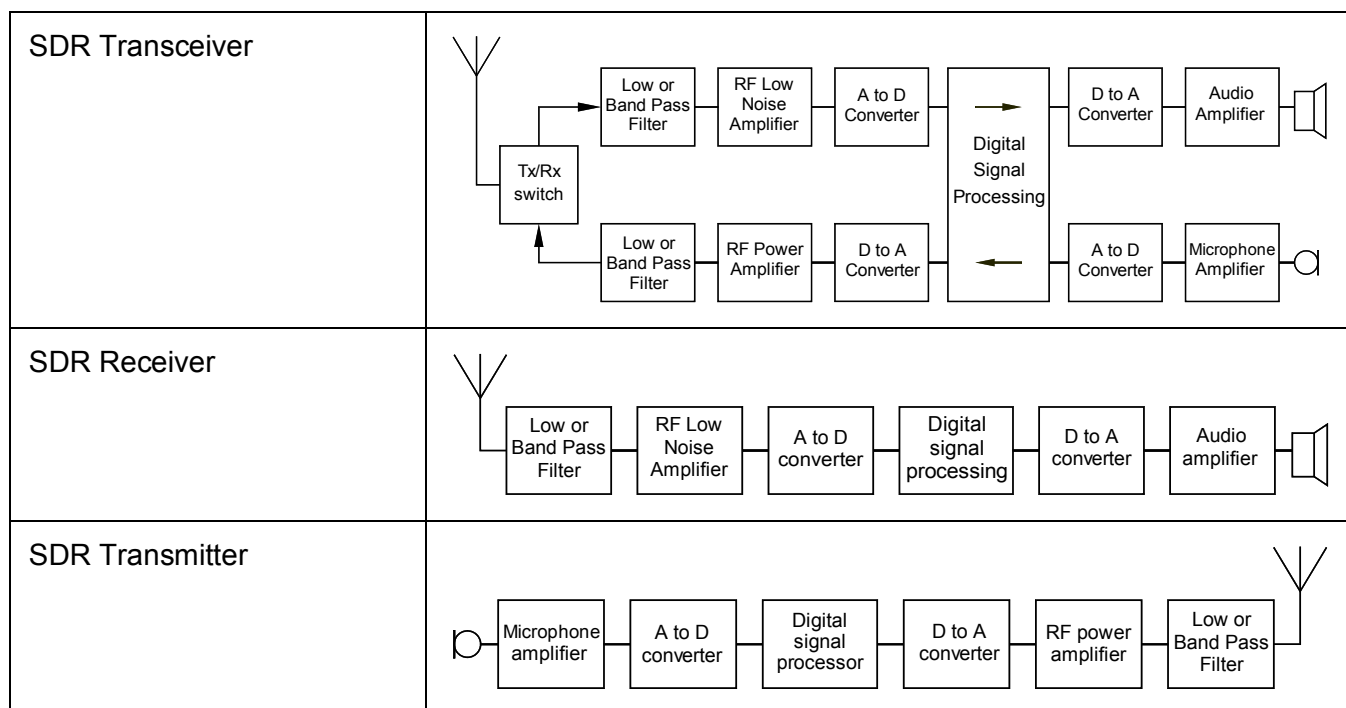 SDR Transceiver
Low or
Band Pass
Filter
RF Low
Noise
Amplifier
A to D
Converter
D to A
Converter
Audio
Amplifier
Tx/Rx
switch
Digital
Signal
Processing
Low or
Band Pass
Filter
RF Power
Amplifier
D to A
Converter
A to D
Converter
Microphone
Amplifier
SDR Receiver
Low or
Band Pass
Filter
RF Low
Noise
Amplifier
A to D
converter
Digital
signal
processing
D to A
converter
Audio
amplifier
SDR Transmitter
Microphone
amplifier
A to D
converter
Digital
signal
processor
D to A
converter
RF power
amplifier
Low or
Band Pass
Filter